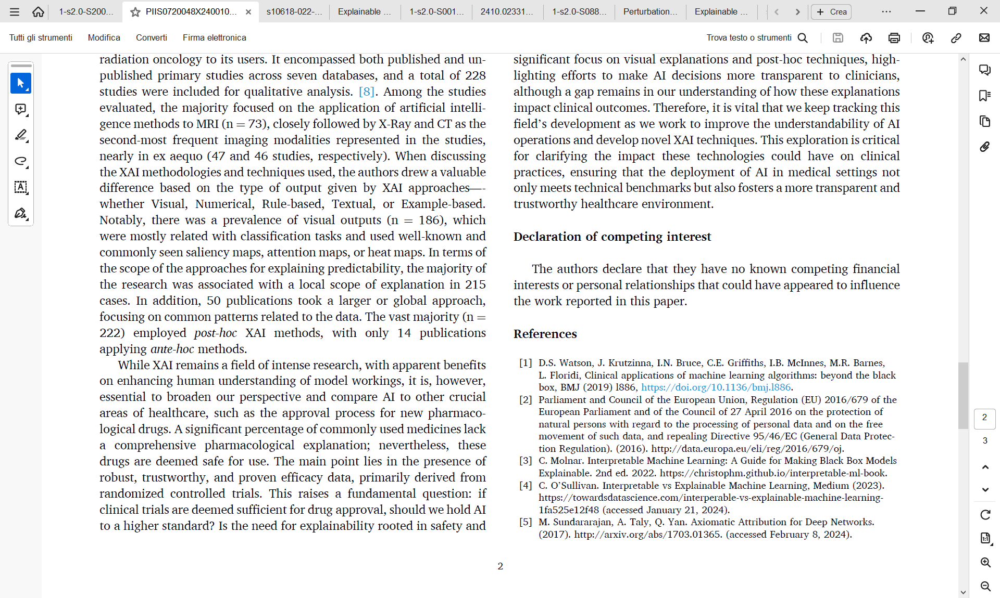 1-s2.0-S200...
PIIS0720048X240010...
s10618-022-...
Explainable ...
1-s2.0-S001...
2410.02331...
1-s2.0-S088...
Perturbation...
Explainable ...
Crea
Tutti gli strumenti
Modifica
Converti
Firma elettronica
Trova testo o strumenti
radiation oncology to its users. It encompassed both published and un-
published primary studies across seven databases, and a total of 228
studies were included for qualitative analysis. [8]. Among the studies
evaluated, the majority focused on the application of artificial intelli-
gence methods to MRI (n = 73), closely followed by X-Ray and CT as the
second-most frequent imaging modalities represented in the studies,
nearly in ex aequo (47 and 46 studies, respectively). When discussing
the XAI methodologies and techniques used, the authors drew a valuable
difference based on the type of output given by XAI approaches—-
whether Visual, Numerical, Rule-based, Textual, or Example-based.
Notably, there was a prevalence of visual outputs (n = 186), which
were mostly related with classification tasks and used well-known and
commonly seen saliency maps, attention maps, or heat maps. In terms of
the scope of the approaches for explaining predictability, the majority of
the research was associated with a local scope of explanation in 215
cases. In addition, 50 publications took a larger or global approach,
focusing on common patterns related to the data. The vast majority (n =
222) employed post-hoc XAI methods, with only 14 publications
applying ante-hoc methods.
While XAI remains a field of intense research, with apparent benefits
on enhancing human understanding of model workings, it is, however,
essential to broaden our perspective and compare AI to other crucial
areas of healthcare, such as the approval process for new pharmaco-
logical drugs. A significant percentage of commonly used medicines lack
a comprehensive pharmacological explanation; nevertheless, these
drugs are deemed safe for use. The main point lies in the presence of
robust, trustworthy, and proven efficacy data, primarily derived from
randomized controlled trials. This raises a fundamental question: if
clinical trials are deemed sufficient for drug approval, should we hold AI
to a higher standard? Is the need for explainability rooted in safety and
significant focus on visual explanations and post-hoc techniques, high-
lighting efforts to make AI decisions more transparent to clinicians,
although a gap remains in our understanding of how these explanations
impact clinical outcomes. Therefore, it is vital that we keep tracking this
field's development as we work to improve the understandability of AI
operations and develop novel XAI techniques. This exploration is critical
for clarifying the impact these technologies could have on clinical
practices, ensuring that the deployment of AI in medical settings not
only meets technical benchmarks but also fosters a more transparent and
trustworthy healthcare environment.
Declaration of competing interest
The authors declare that they have no known competing financial
interests or personal relationships that could have appeared to influence
the work reported in this paper.
References
[1] D.S. Watson, J. Krutzinna, I.N. Bruce, C.E. Griffiths, I.B. McInnes, M.R. Barnes,
L. Floridi, Clinical applications of machine learning algorithms: beyond the black
box, BMJ (2019) l886, https://doi.org/10.1136/bmj.l886.
[2] Parliament and Council of the European Union, Regulation (EU) 2016/679 of the
European Parliament and of the Council of 27 April 2016 on the protection of
natural persons with regard to the processing of personal data and on the free
movement of such data, and repealing Directive 95/46/EC (General Data Protec-
tion Regulation). (2016). http://data.europa.eu/eli/reg/2016/679/oj.
[3] C. Molnar. Interpretable Machine Learning: A Guide for Making Black Box Models
Explainable. 2nd ed. 2022. https://christophm.github.io/interpretable-ml-book.
[4] C. O'Sullivan. Interpretable vs Explainable Machine Learning, Medium (2023).
https://towardsdatascience.com/interperable-vs-explainable-machine-learning-
1fa525e12f48 (accessed January 21, 2024).
[5] M. Sundararajan, A. Taly, Q. Yan. Axiomatic Attribution for Deep Networks.
(2017). http://arxiv.org/abs/1703.01365. (accessed February 8, 2024).
2
2
3